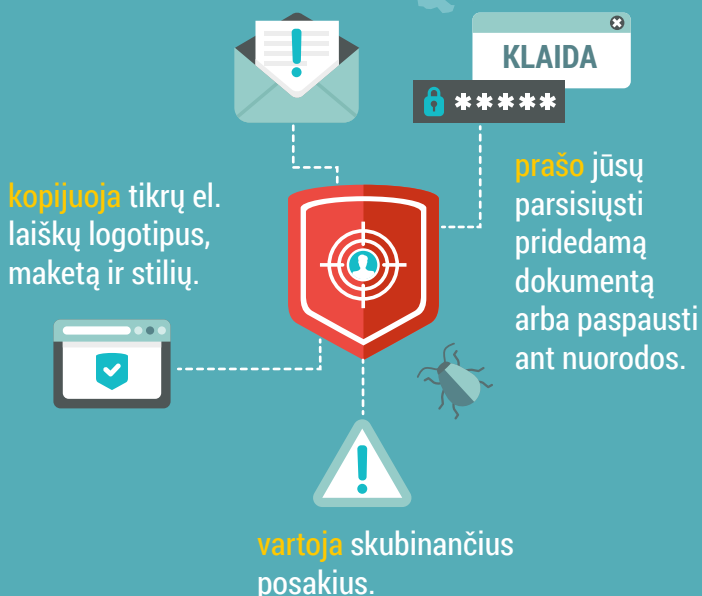 KLAIDA
*****
kopijuoja tikrų el.
laiškų logotipus,
maketą ir stilių.
prašo jūsų
parsisiųsti
pridedamą
dokumentą
arba paspausti
ant nuorodos.
vartoja skubinančius
posakius.